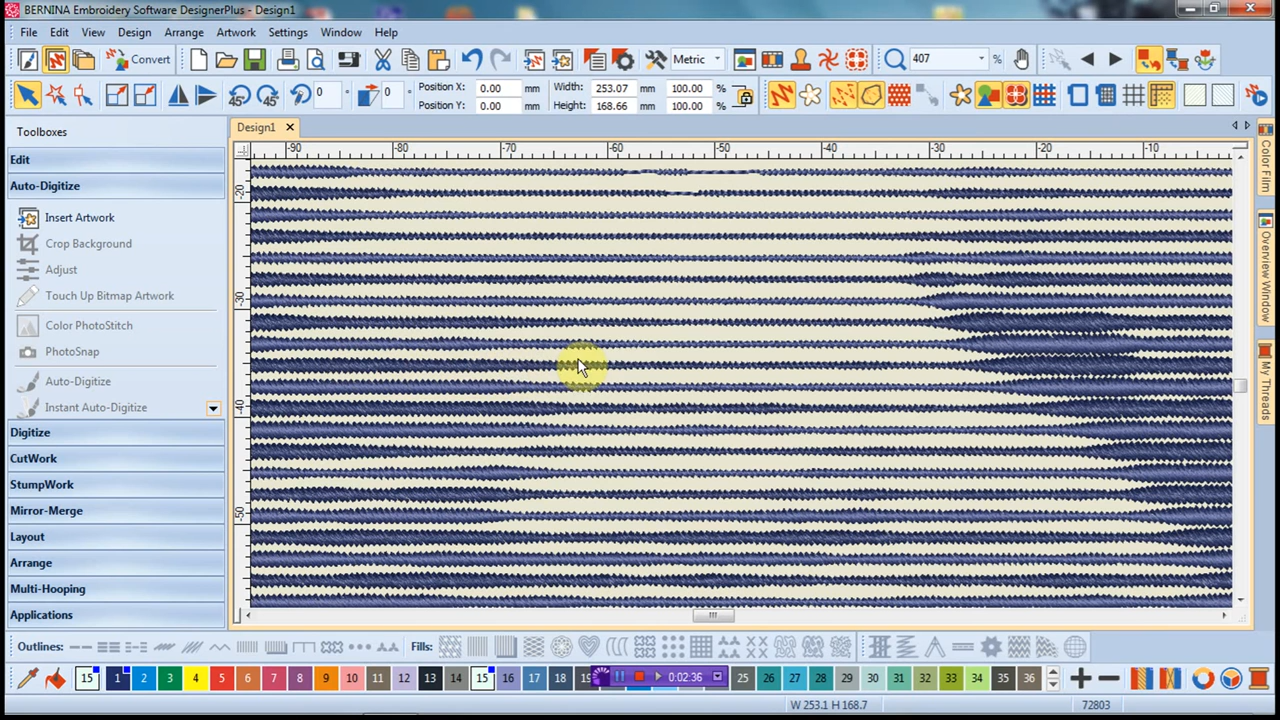 BERNINA Embroidery Software DesignerPlus - Design1
File Edit View Design Arrange Artwork Settings Window Help
Convert Metric 407 %
45 45 0 0 Position X: 0.00 mm Width: 253.07 mm 100.00 %
Position Y: 0.00 mm Height: 168.66 mm 100.00 %
Toolboxes
Design1
Edit
-90 -80 -70 -60 -50 -40 -30 -20 -10
Auto-Digitize
-20
Insert Artwork
Crop Background
Adjust
Touch Up Bitmap Artwork
-30
Color PhotoStitch
PhotoSnap
Auto-Digitize
Instant Auto-Digitize
-40
Digitize
CutWork
StumpWork
Mirror-Merge
-50
Layout
Arrange
Multi-Hooping
Applications
Color Film
Overview Window
My Threads
Outlines: Fills:
15 1 2 3 4 5 6 7 8 9 10 11 12 13 14 15 16 17 18 19 0:02:36 25 26 27 28 29 30 31 32 33 34 35 36
W 253.1 H 168.7 72803